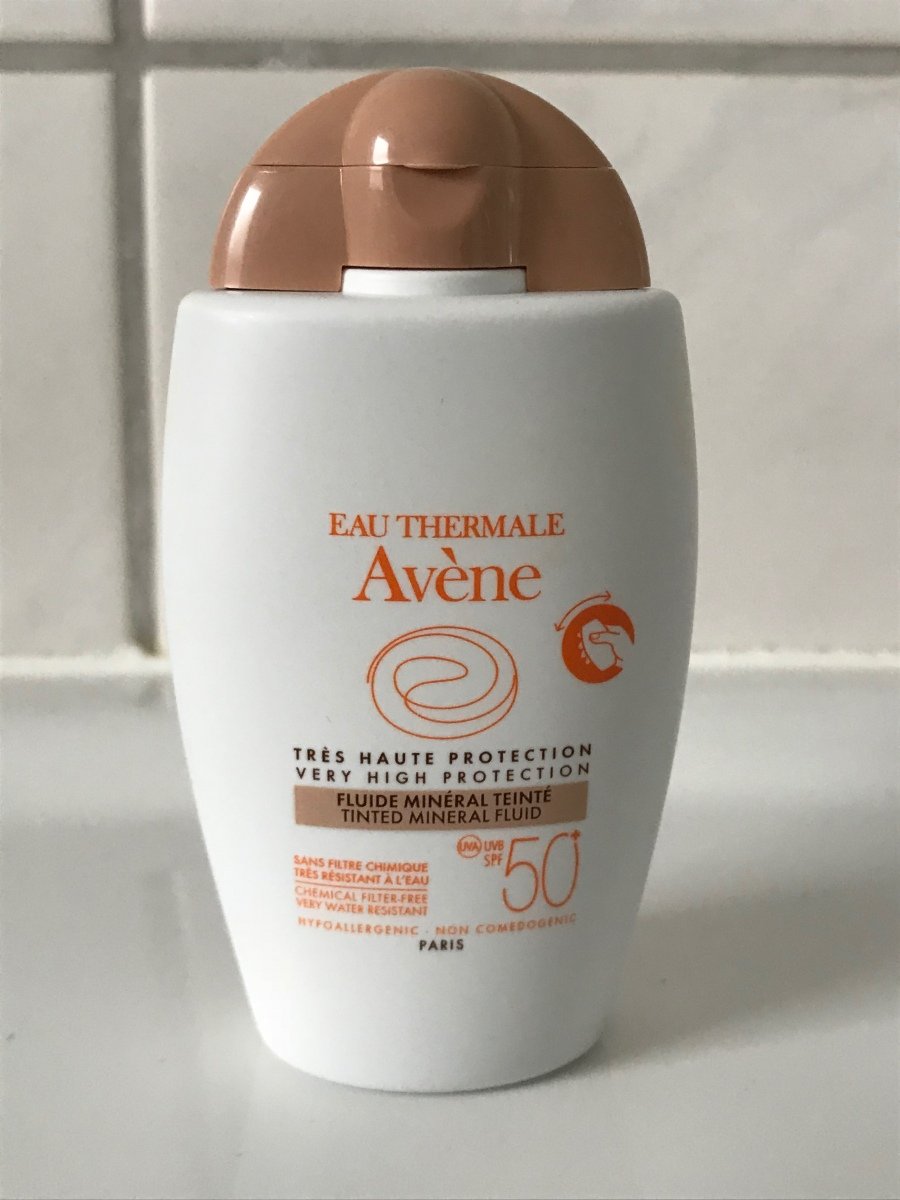 EAU THERMALE
Avène
TRÈS HAUTE PROTECTION
VERY HIGH PROTECTION
FLUIDE MINÉRAL TEINTÉ
TINTED MINERAL FLUID
SANS FILTRE CHIMIQUE
TRÈS RÉSISTANT À L'EAU
CHEMICAL FILTER-FREE
VERY WATER RESISTANT
UVA UVB
SPF 50+
HYPOALLERGENIC - NON COMEDOGENIC
PARIS